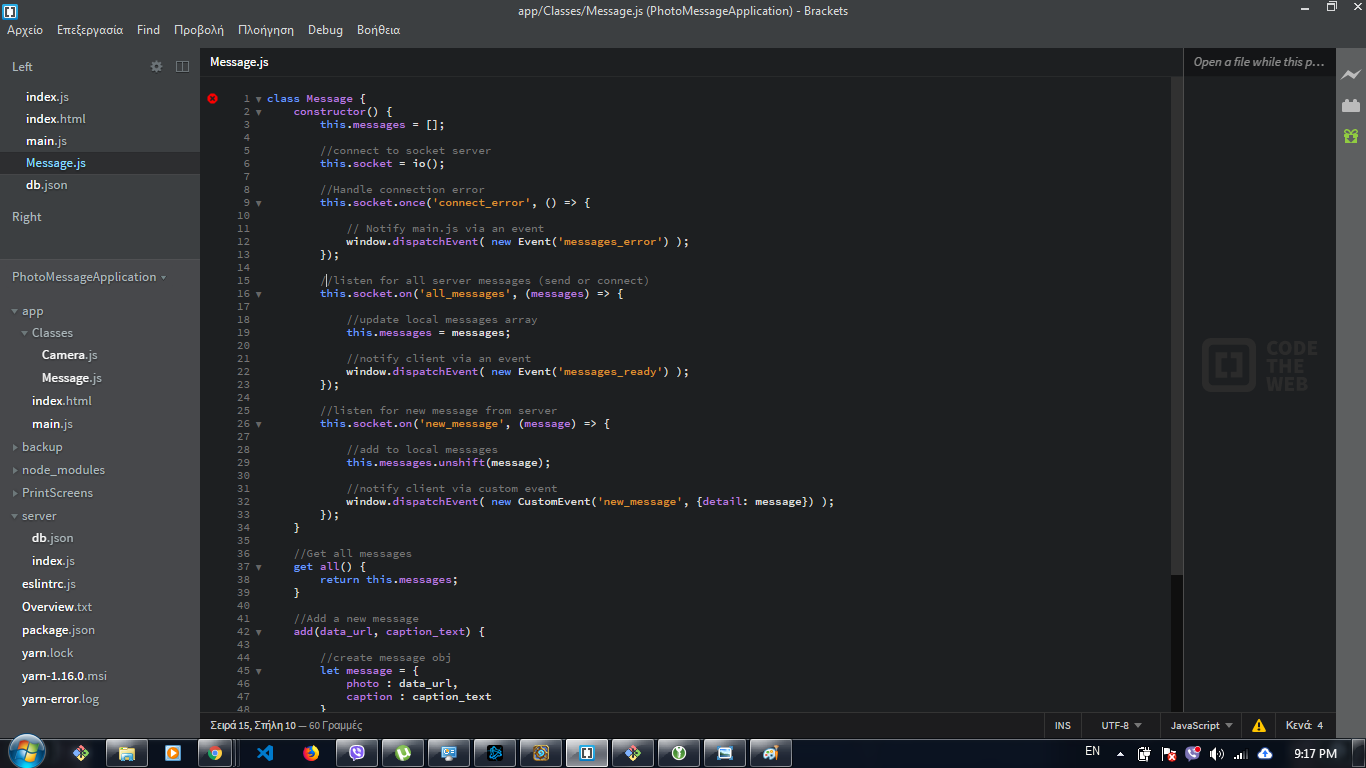 app/Classes/Message.js (PhotoMessageApplication) - Brackets
Αρχείο Επεξεργασία Find Προβολή Πλοήγηση Debug Βοήθεια
Left
index.js
index.html
main.js
Message.js
db.json
Right
PhotoMessageApplication
app
Classes
Camera.js
Message.js
index.html
main.js
backup
node_modules
PrintScreens
server
db.json
index.js
eslintrc.js
Overview.txt
package.json
yarn.lock
yarn-1.16.0.msi
yarn-error.log
Message.js
1 class Message {
2     constructor() {
3         this.messages = [];
4
5         //connect to socket server
6         this.socket = io();
7
8         //Handle connection error
9         this.socket.once('connect_error', () => {
10
11             // Notify main.js via an event
12             window.dispatchEvent( new Event('messages_error') );
13         });
14
15         //listen for all server messages (send or connect)
16         this.socket.on('all_messages', (messages) => {
17
18             //update local messages array
19             this.messages = messages;
20
21             //notify client via an event
22             window.dispatchEvent( new Event('messages_ready') );
23         });
24
25         //listen for new message from server
26         this.socket.on('new_message', (message) => {
27
28             //add to local messages
29             this.messages.unshift(message);
30
31             //notify client via custom event
32             window.dispatchEvent( new CustomEvent('new_message', {detail: message}) );
33         });
34     }
35
36     //Get all messages
37     get all() {
38         return this.messages;
39     }
40
41     //Add a new message
42     add(data_url, caption_text) {
43
44         //create message obj
45         let message = {
46             photo : data_url,
47             caption : caption_text
48         }
Open a file while this p...
CODE
THE
WEB
Σειρά 15, Στήλη 10 — 60 Γραμμές
INS UTF-8 JavaScript Κενά: 4
EN 9:17 PM